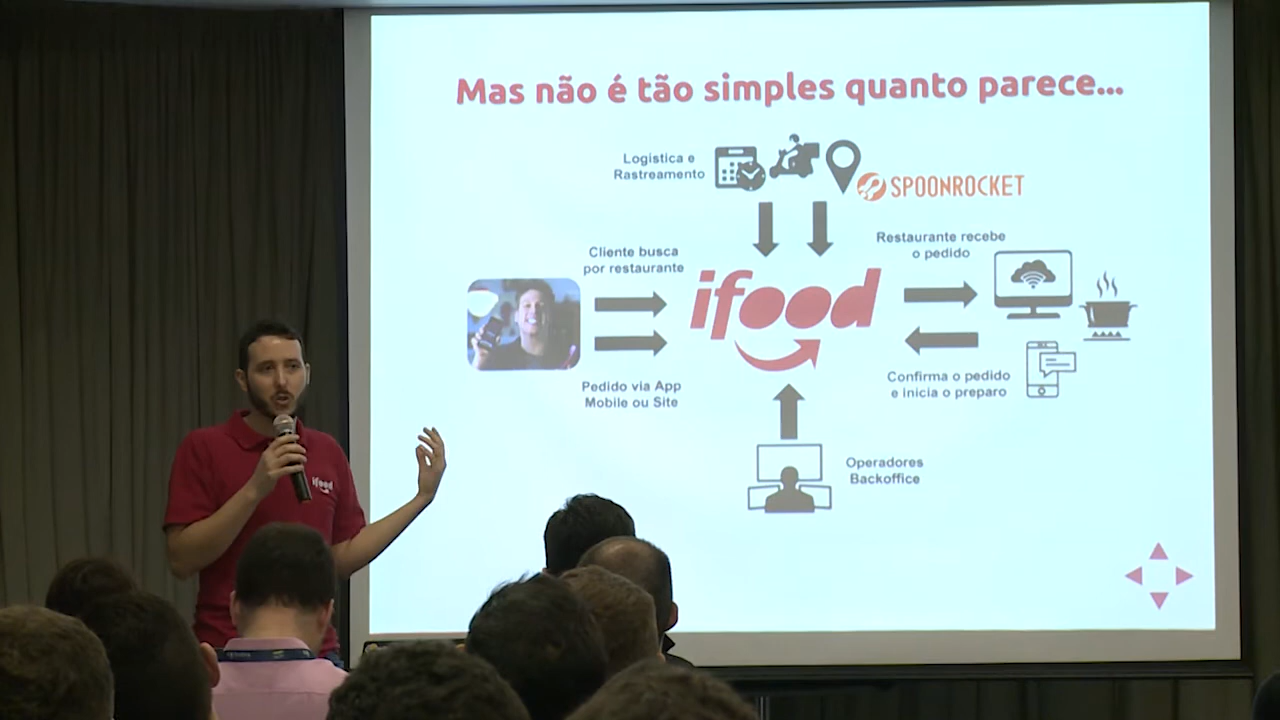 Mas não é tão simples quanto parece...
Logística e
Rastreamento
SPOONROCKET
Cliente busca
por restaurante
Restaurante recebe
o pedido
ifood
Pedido via App
Mobile ou Site
Confirma o pedido
e inicia o preparo
Operadores
Backoffice
ifood